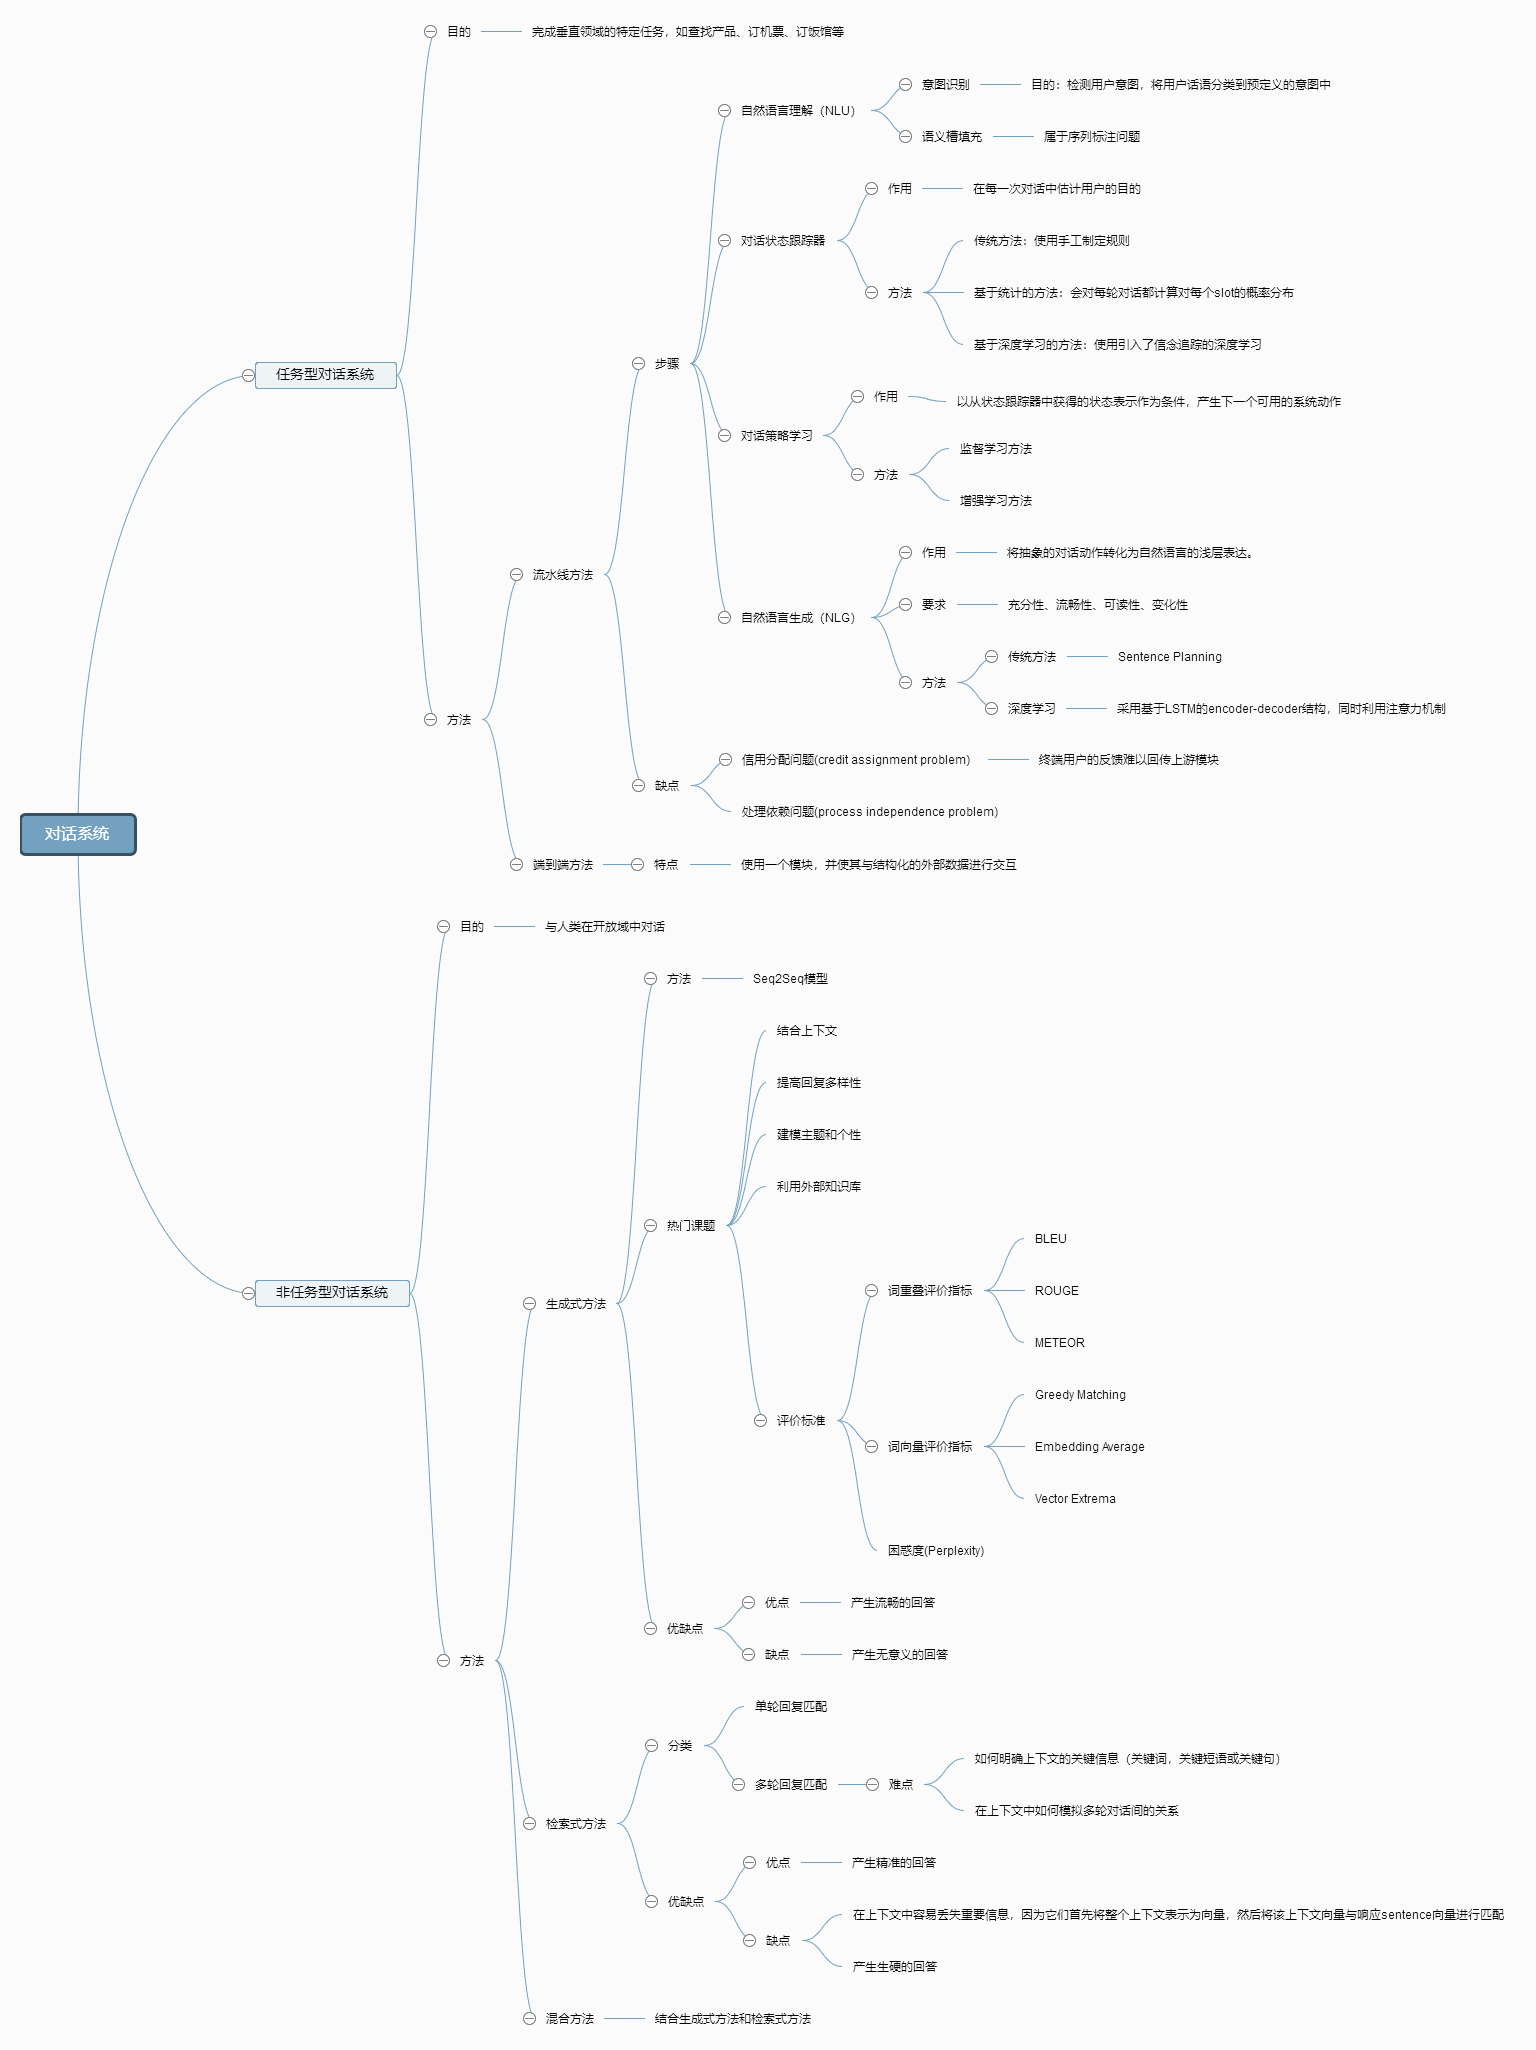 对话系统
任务型对话系统
目的
完成垂直领域的特定任务，如查找产品、订机票、订饭馆等
方法
流水线方法
步骤
自然语言理解（NLU）
意图识别
目的：检测用户意图，将用户话语分类到预定义的意图中
语义槽填充
属于序列标注问题
对话状态跟踪器
作用
在每一次对话中估计用户的目的
方法
传统方法：使用手工制定规则
基于统计的方法：会对每轮对话都计算对每个slot的概率分布
基于深度学习的方法：使用引入了信念追踪的深度学习
对话策略学习
作用
以从状态跟踪器中获得的状态表示作为条件，产生下一个可用的系统动作
方法
监督学习方法
增强学习方法
自然语言生成（NLG）
作用
将抽象的对话动作转化为自然语言的浅层表达。
要求
充分性、流畅性、可读性、变化性
方法
传统方法
Sentence Planning
深度学习
采用基于LSTM的encoder-decoder结构，同时利用注意力机制
缺点
信用分配问题(credit assignment problem)
终端用户的反馈难以回传上游模块
处理依赖问题(process independence problem)
端到端方法
特点
使用一个模块，并使其与结构化的外部数据进行交互
非任务型对话系统
目的
与人类在开放域中对话
方法
生成式方法
方法
Seq2Seq模型
热门课题
结合上下文
提高回复多样性
建模主题和个性
利用外部知识库
评价标准
词重叠评价指标
BLEU
ROUGE
METEOR
词向量评价指标
Greedy Matching
Embedding Average
Vector Extrema
困惑度(Perplexity)
优缺点
优点
产生流畅的回答
缺点
产生无意义的回答
检索式方法
分类
单轮回复匹配
多轮回复匹配
难点
如何明确上下文的关键信息（关键词，关键短语或关键句）
在上下文中如何模拟多轮对话间的关系
优缺点
优点
产生精准的回答
缺点
在上下文中容易丢失重要信息，因为它们首先将整个上下文表示为向量，然后将该上下文向量与响应sentence向量进行匹配
产生生硬的回答
混合方法
结合生成式方法和检索式方法